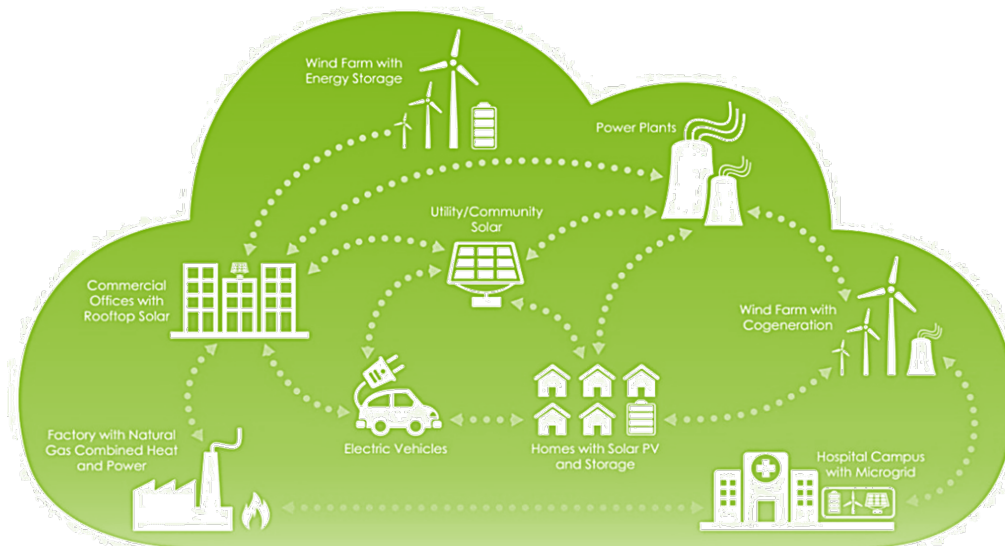 Wind Farm with
Energy Storage
Power Plants
Utility/Community
Solar
Commercial
Offices with
Rooftop Solar
Wind Farm with
Cogeneration
Factory with Natural
Gas Combined Heat
and Power
Electric Vehicles
Homes with Solar PV
and Storage
Hospital Campus
with Microgrid